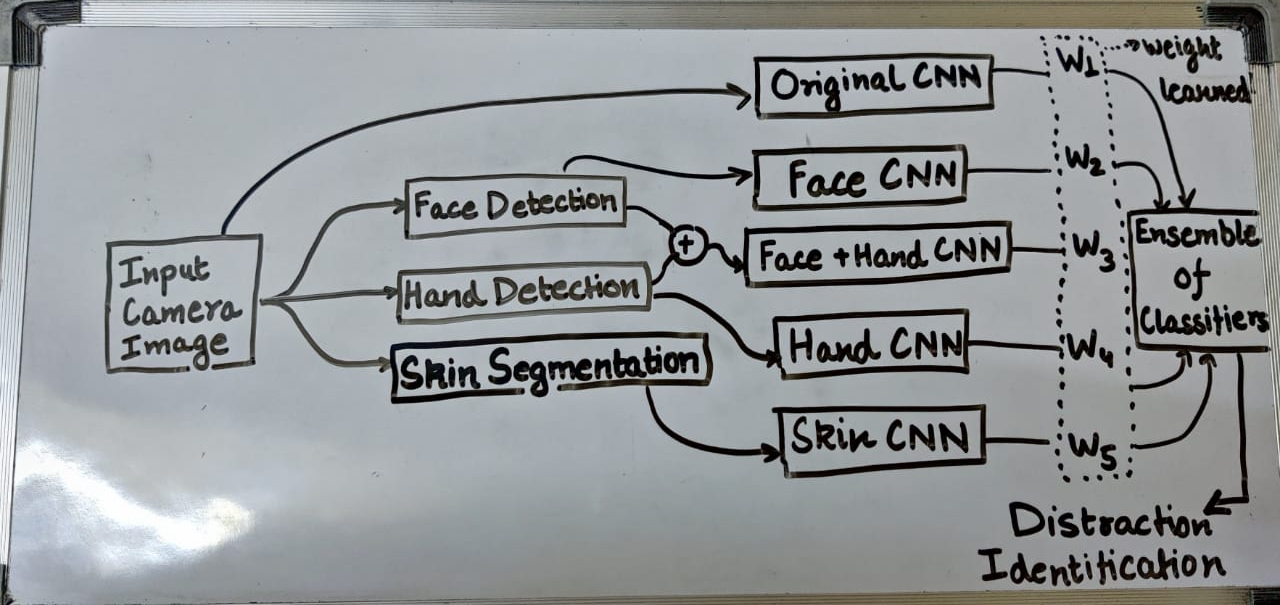 Original CNN
W1
weight
learned
Face CNN
W2
Face Detection
+
Face + Hand CNN
W3
Ensemble
of
Classifiers
Input
Camera
Image
Hand Detection
Hand CNN
W4
Skin Segmentation
Skin CNN
W5
Distraction
Identification